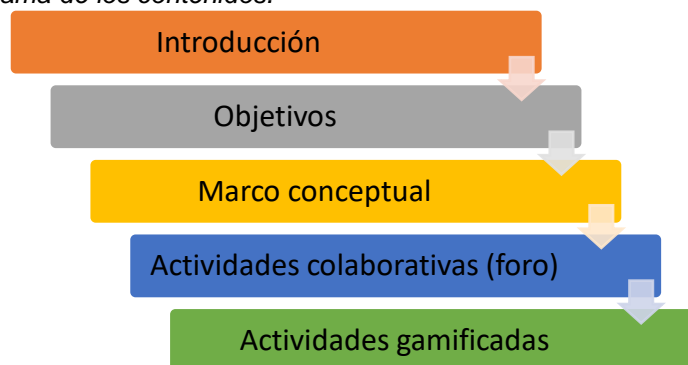 ama de los contenidos.
Introducción
Objetivos
Marco conceptual
Actividades colaborativas (foro)
Actividades gamificadas